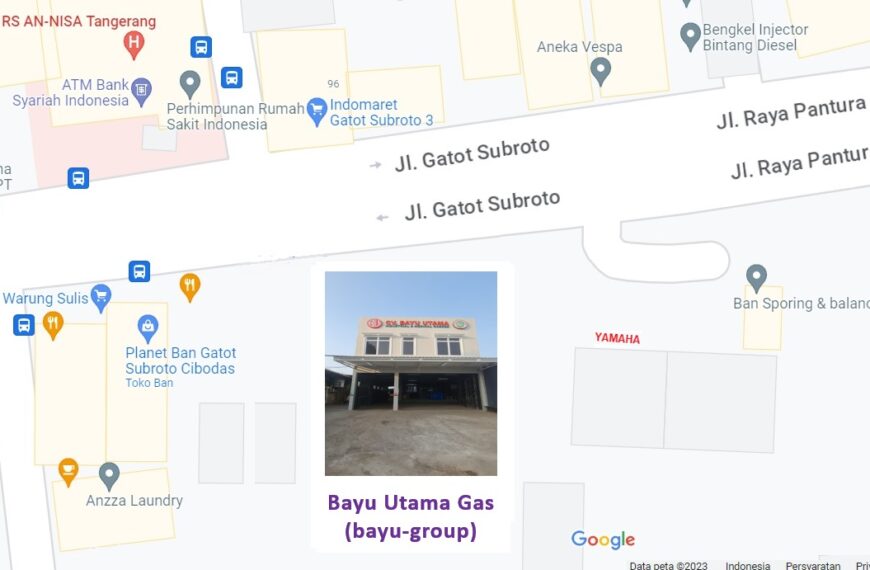 RS AN-NISA Tangerang
H
ATM Bank
Syariah Indonesia
Perhimpunan Rumah
Sakit Indonesia
96
Indomaret
Gatot Subroto 3
Aneka Vespa
Bengkel Injector
Bintang Diesel
Jl. Gatot Subroto
Jl. Raya Pantura
Jl. Gatot Subroto
Jl. Raya Pantur
na
PT
Warung Sulis
Planet Ban Gatot
Subroto Cibodas
Toko Ban
Anzza Laundry
CV. BAYU UTAMA
Bayu Utama Gas
(bayu-group)
Ban Sporing & balanc
YAMAHA
Google
Data peta ©2023 Indonesia Persyaratan Pri